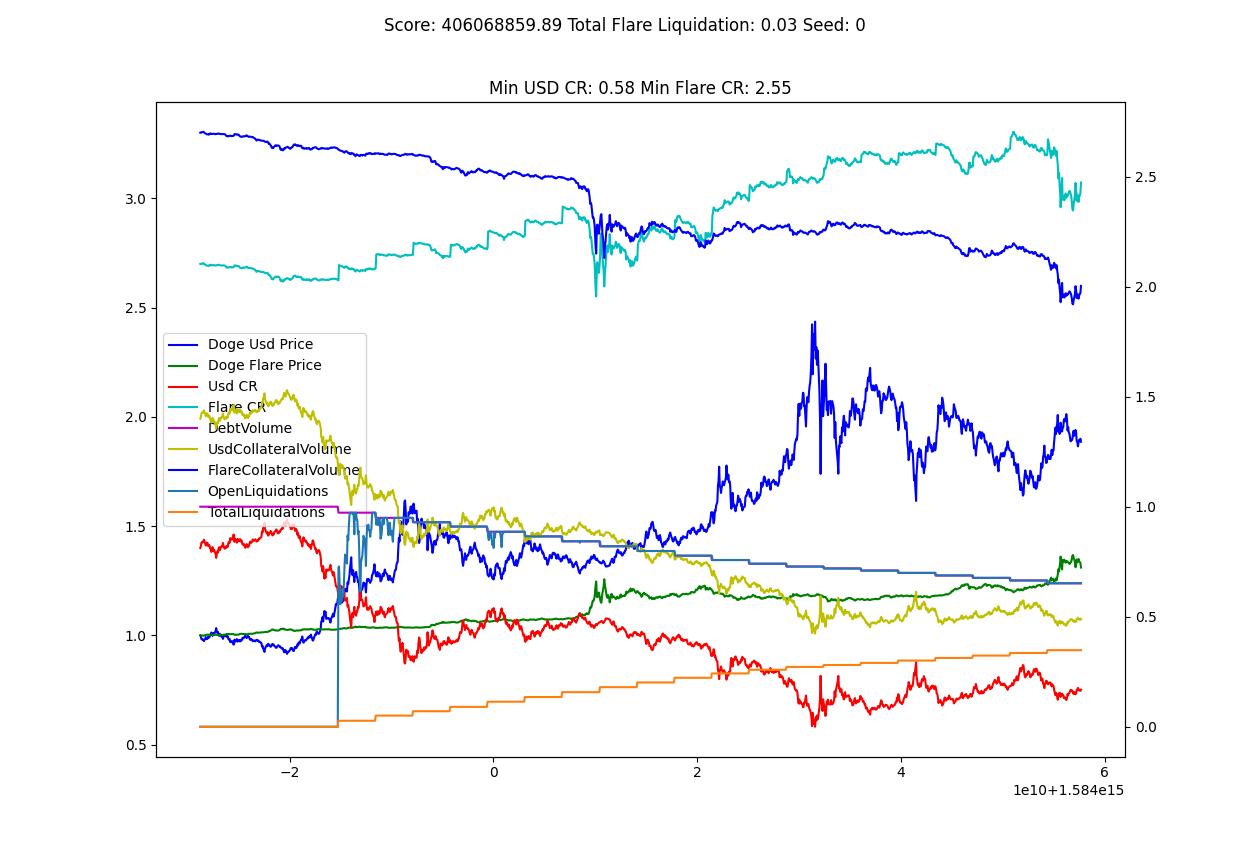 Score: 406068859.89 Total Flare Liquidation: 0.03 Seed: 0
Min USD CR: 0.58 Min Flare CR: 2.55
3.0
2.5
2.0
1.5
1.0
0.5
Doge Usd Price
Doge Flare Price
Usd CR
Flare CR
DebtVolume
UsdCollateralVolume
FlareCollateralVolume
OpenLiquidations
TotalLiquidations
2.5
2.0
1.5
1.0
0.5
0.0
−2
0
2
4
6
1e10+1.584e15